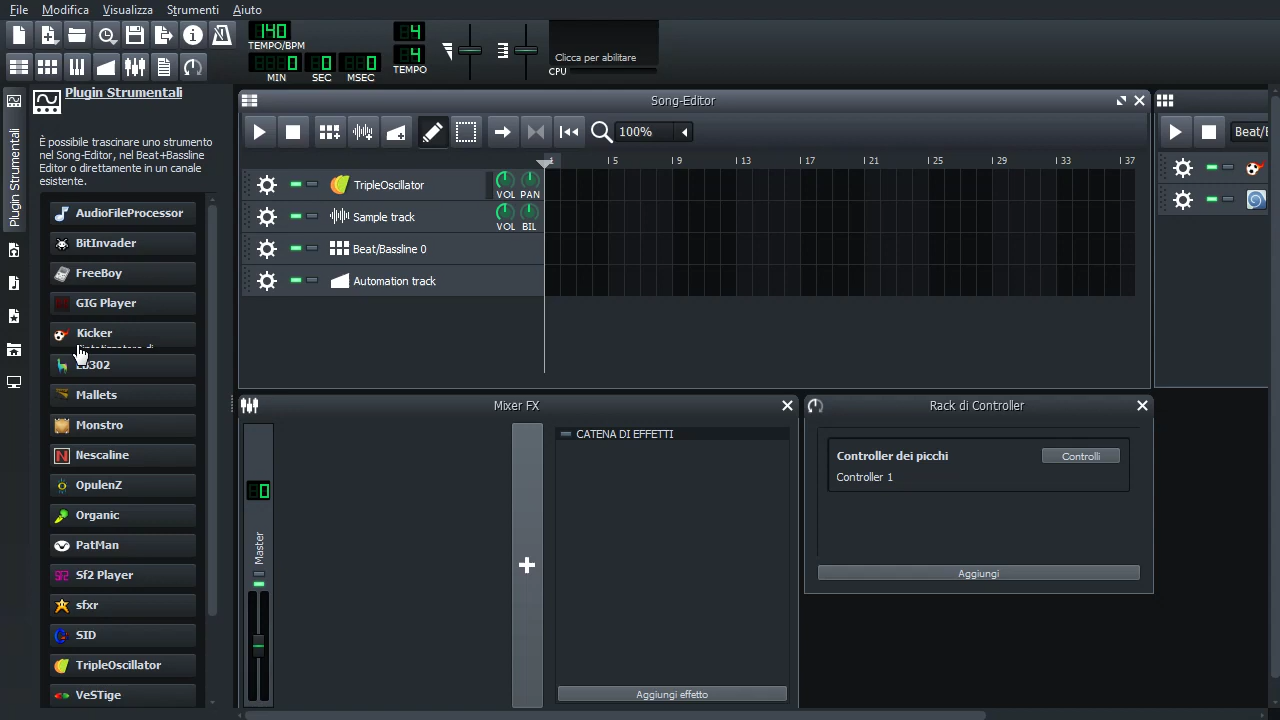 File Modifica Visualizza Strumenti Aiuto
140
TEMPO/BPM
0 0 0
MIN SEC MSEC
4
4
TEMPO
Clicca per abilitare
CPU
Plugin Strumentali
Plugin Strumentali
È possibile trascinare uno strumento
nel Song-Editor, nel Beat+Bassline
Editor o direttamente in un canale
esistente.
AudioFileProcessor
BitInvader
FreeBoy
GIG Player
Kicker
LB302
Mallets
Monstro
Nescaline
OpulenZ
Organic
PatMan
Sf2 Player
sfxr
SID
TripleOscillator
VeSTige
Song-Editor
100%
1 5 9 13 17 21 25 29 33 37
TripleOscillator
VOL PAN
Sample track
VOL BIL
Beat/Bassline 0
Automation track
Beat/B
Mixer FX
0
Master
CATENA DI EFFETTI
Aggiungi effetto
Rack di Controller
Controller dei picchi
Controlli
Controller 1
Aggiungi